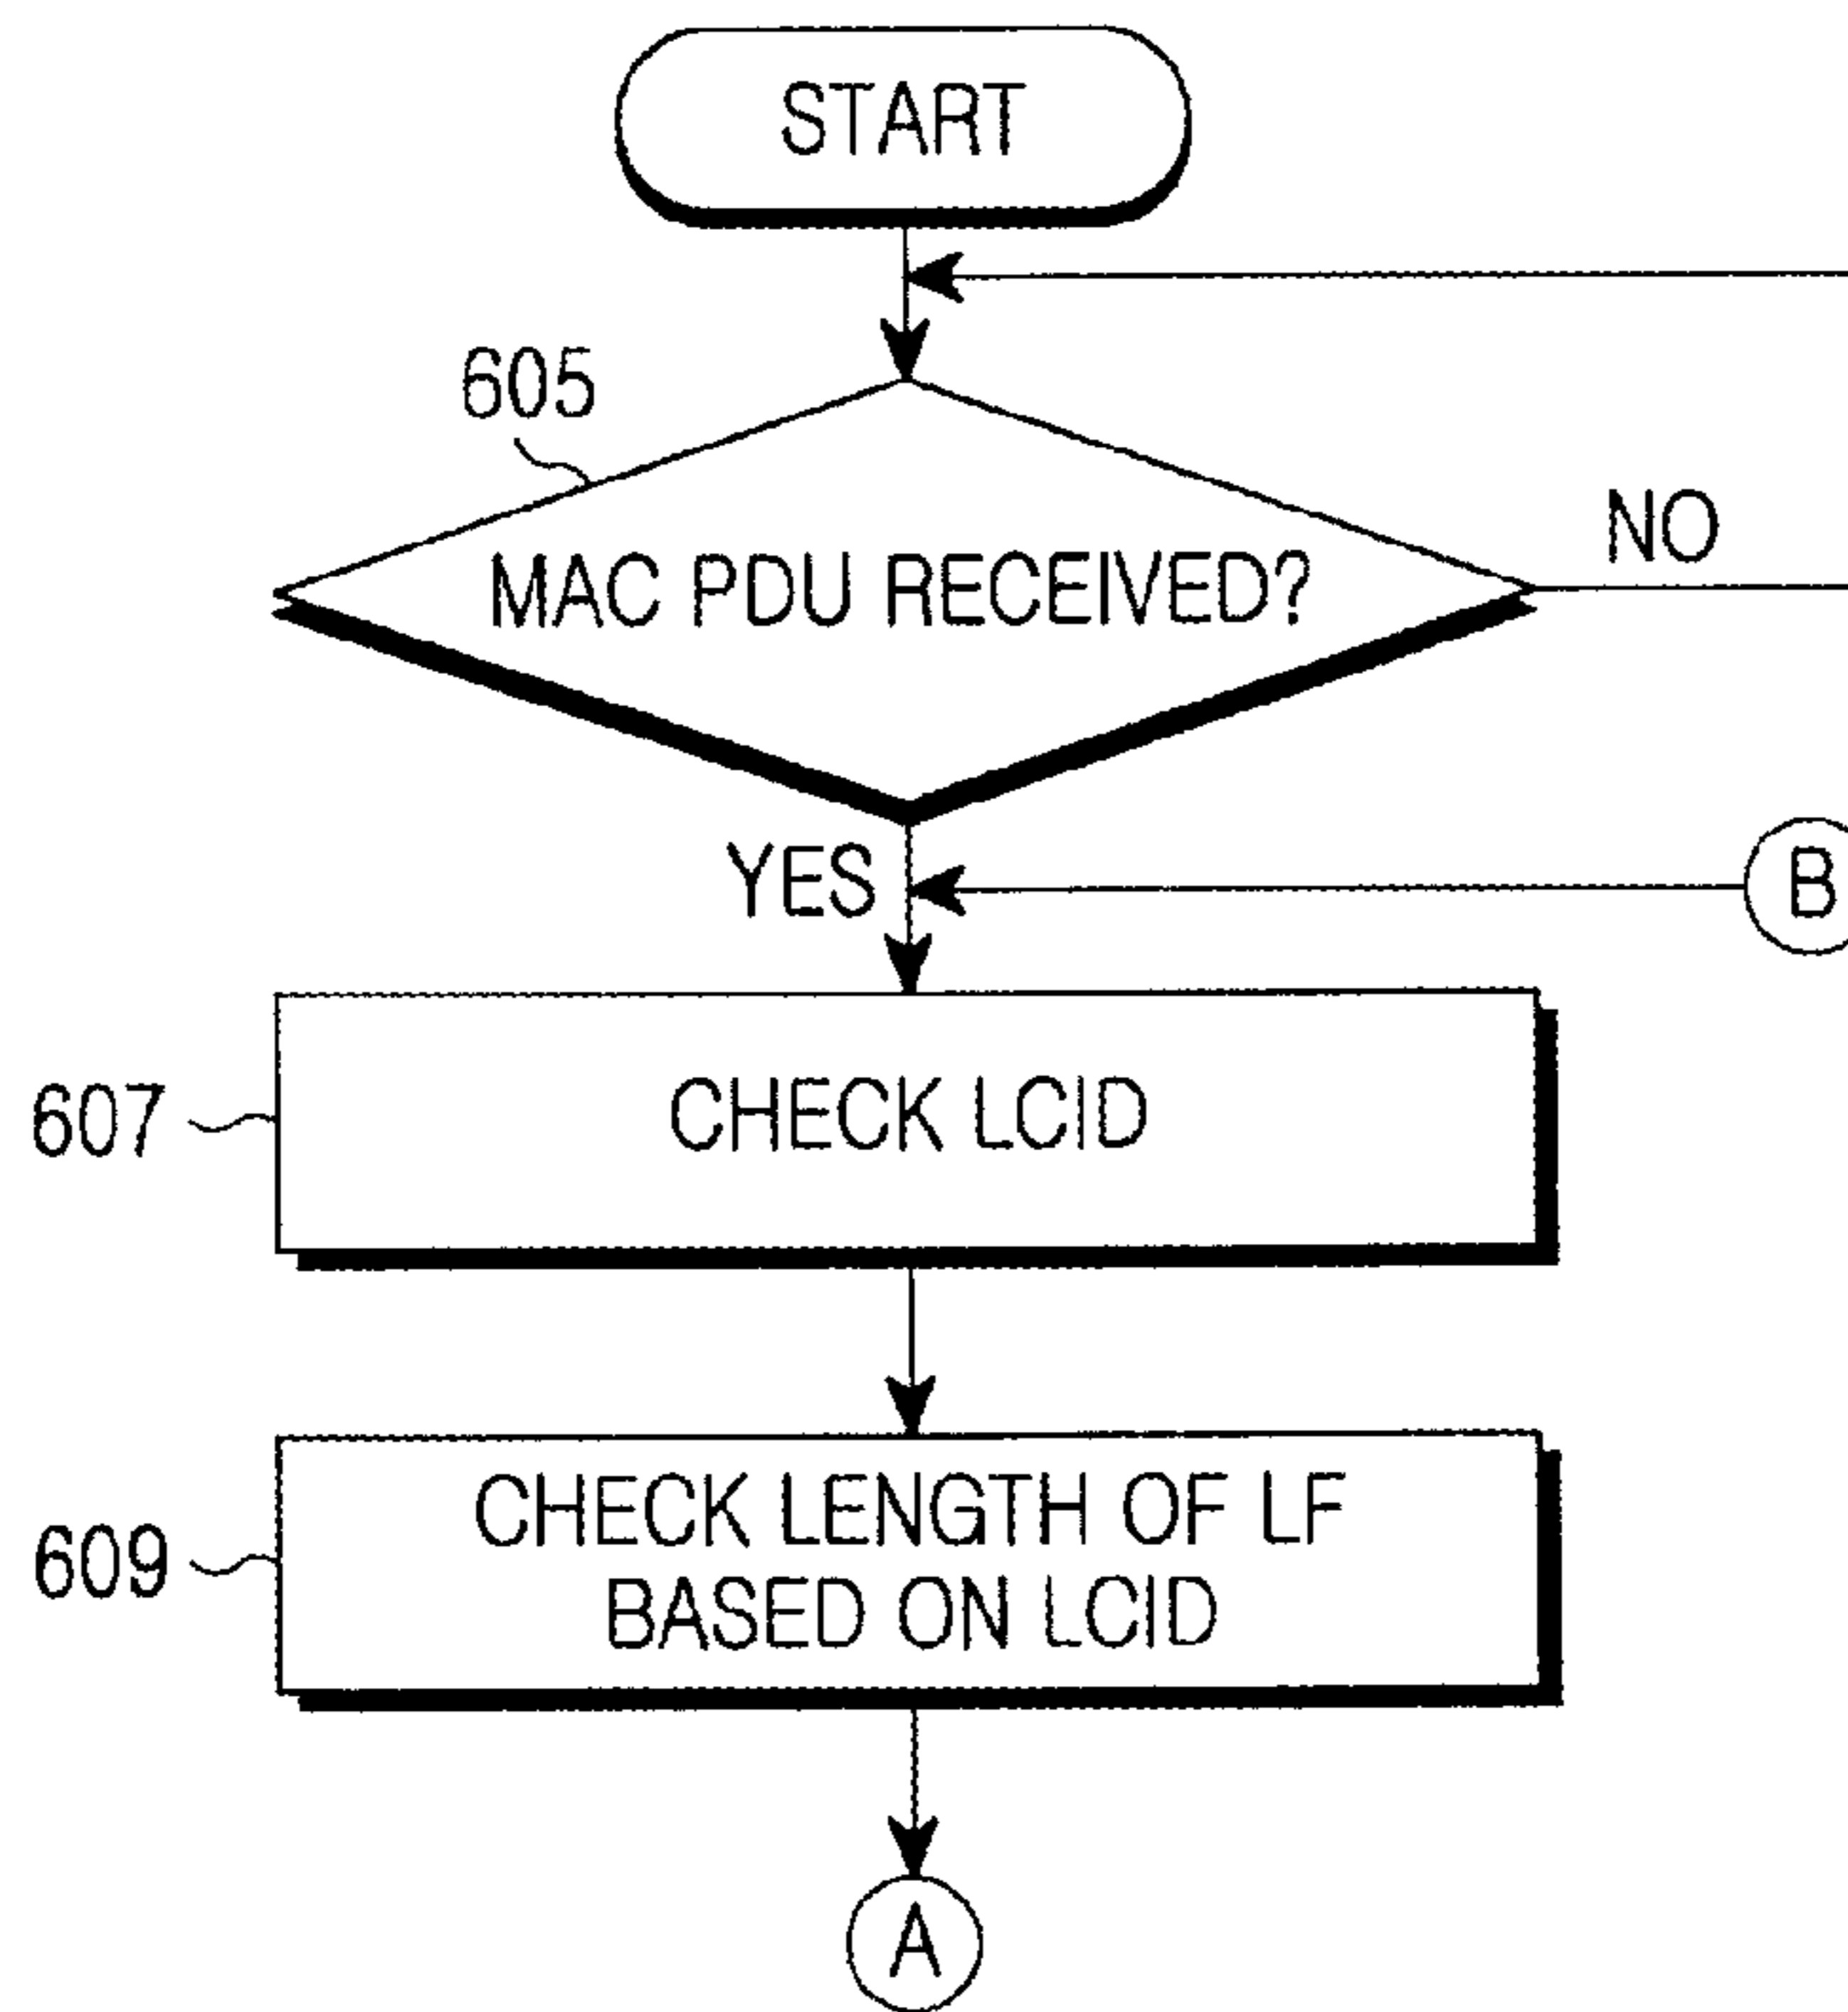 START
605
MAC PDU RECEIVED?
NO
YES
B
607
CHECK LCID
609
CHECK LENGTH OF LF
BASED ON LCID
A